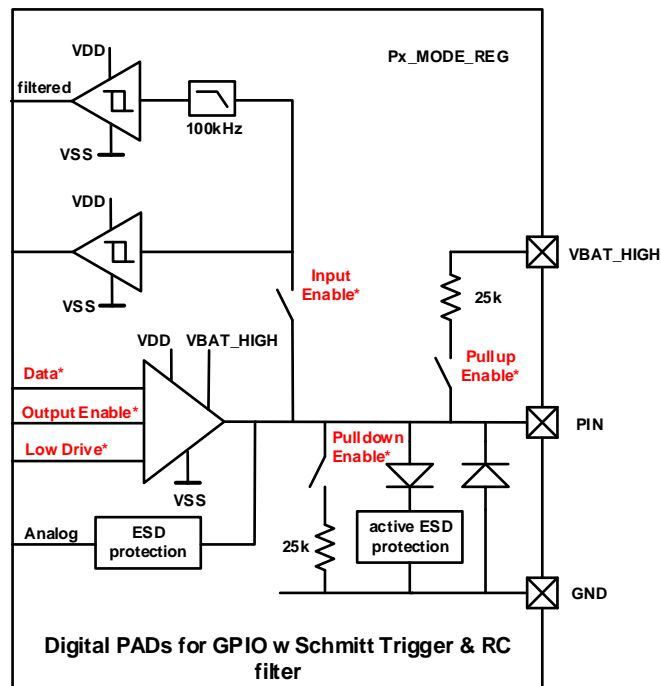 VDD
Px_MODE_REG
filtered
100kHz
VSS
VDD
VBAT_HIGH
Input
Enable*
25k
VSS
VDD
VBAT_HIGH
Pullup
Enable*
Data*
Output Enable*
PIN
Pulldown
Enable*
Low Drive*
VSS
Analog
ESD
protection
25k
active ESD
protection
GND
Digital PADs for GPIO w Schmitt Trigger & RC
filter